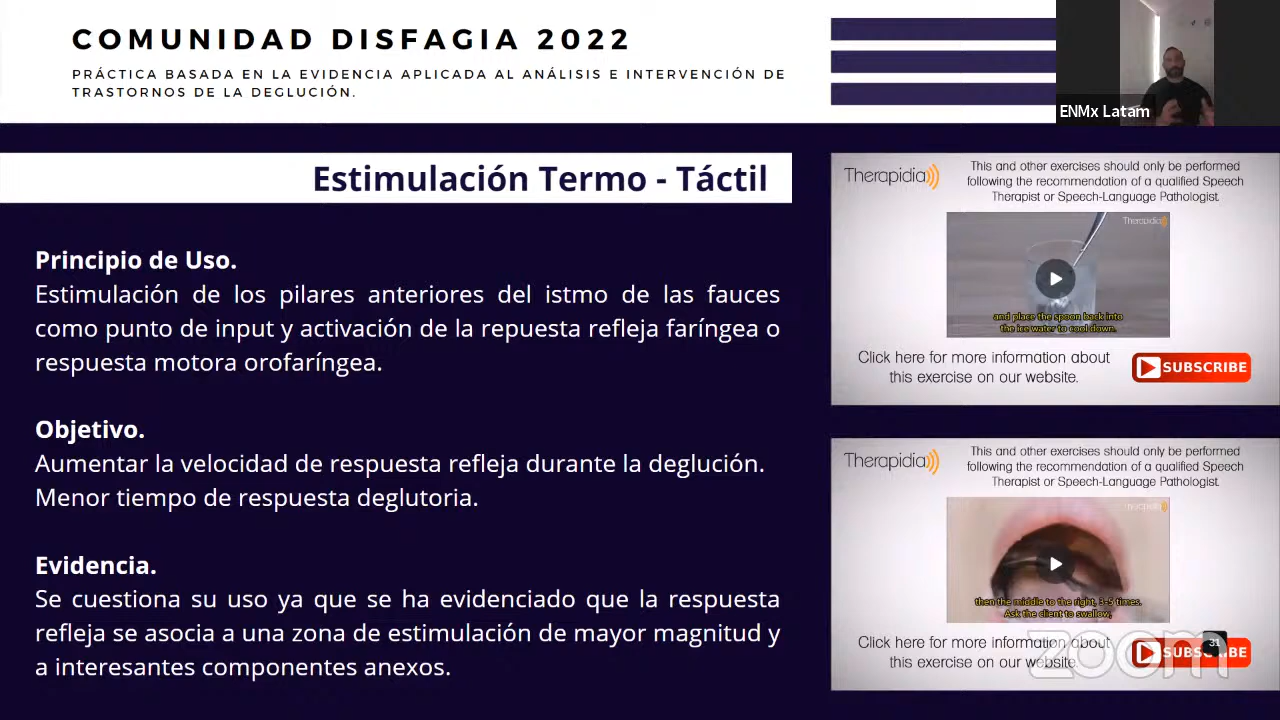 COMUNIDAD DISFAGIA 2022
PRÁCTICA BASADA EN LA EVIDENCIA APLICADA AL ANÁLISIS E INTERVENCIÓN DE
TRASTORNOS DE LA DEGLUCIÓN.
ENMx Latam
Estimulación Termo - Táctil
Principio de Uso.
Estimulación de los pilares anteriores del istmo de las fauces
como punto de input y activación de la repuesta refleja faríngea o
respuesta motora orofaríngea.
Objetivo.
Aumentar la velocidad de respuesta refleja durante la deglución.
Menor tiempo de respuesta deglutoria.
Evidencia.
Se cuestiona su uso ya que se ha evidenciado que la respuesta
refleja se asocia a una zona de estimulación de mayor magnitud y
a interesantes componentes anexos.
Therapidia
This and other exercises should only be performed
following the recommendation of a qualified Speech
Therapist or Speech-Language Pathologist.
Therapidia
and place the spoon back into
the ice water to cool down.
Click here for more information about
this exercise on our website.
SUBSCRIBE
Therapidia
This and other exercises should only be performed
following the recommendation of a qualified Speech
Therapist or Speech-Language Pathologist.
Therapidia
then the middle to the right, 3-5 times.
Ask the client to swallow,
Click here for more information about
this exercise on our website.
SUBSCRIBE
31
zoom